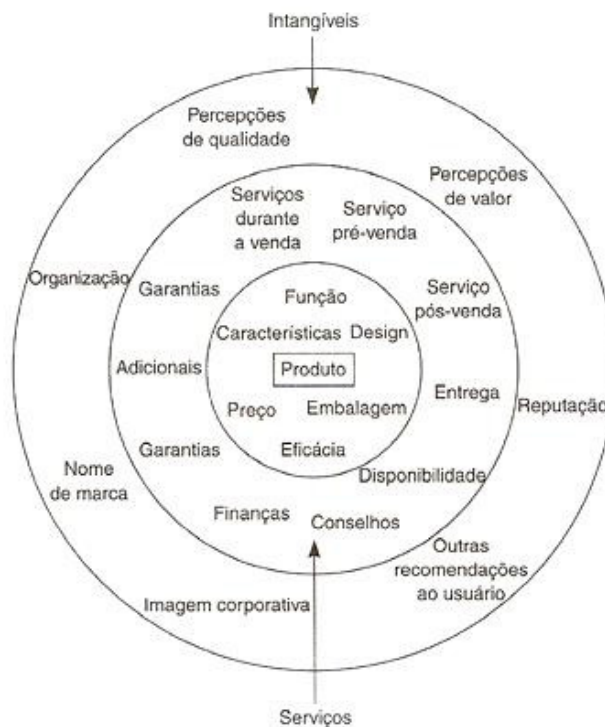 Intangíveis
Percepções
de qualidade
Percepções
de valor
Serviços
durante
a venda
Serviço
pré-venda
Organização
Garantias
Serviço
pós-venda
Função
Características
Design
Adicionais
Produto
Entrega
Reputação
Preço
Embalagem
Garantias
Eficácia
Nome
de marca
Disponibilidade
Finanças
Conselhos
Outras
recomendações
ao usuário
Imagem corporativa
Serviços